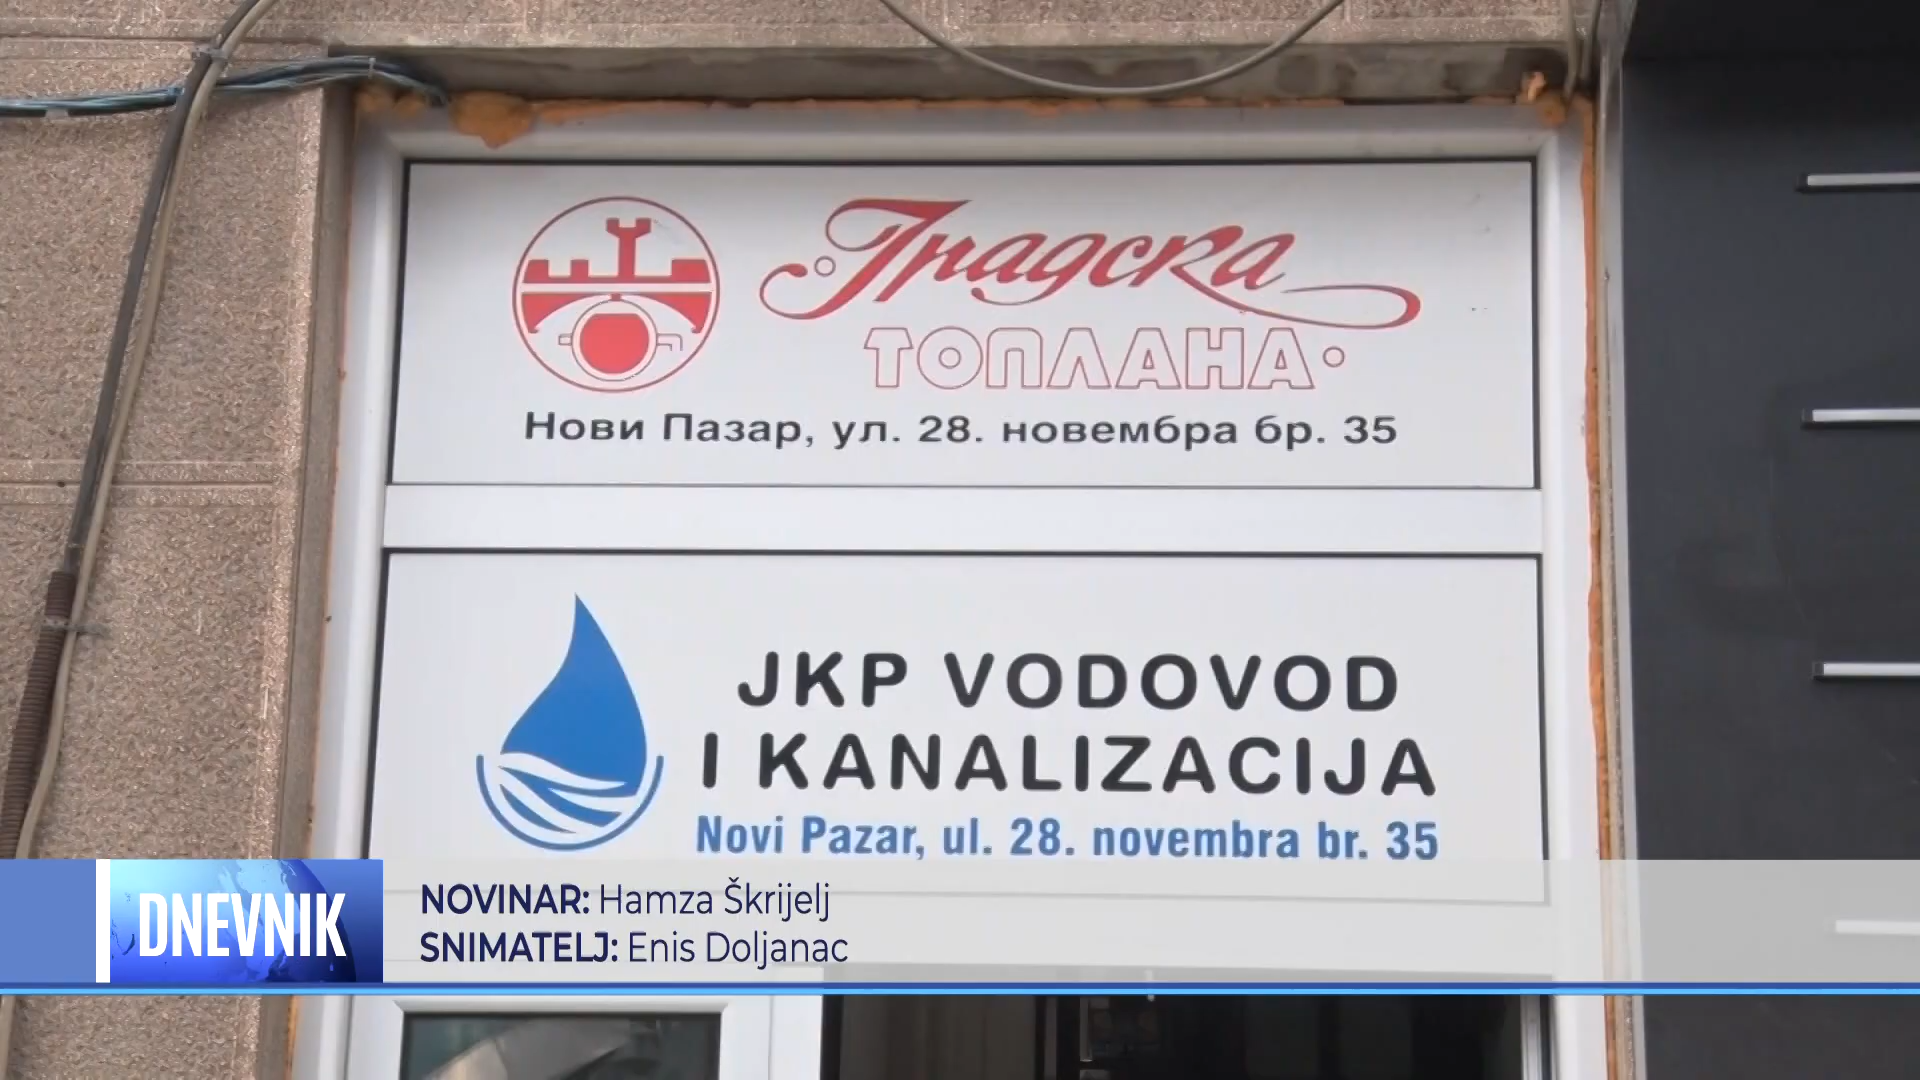 Градска
ТОПЛАНА
Нови Пазар, ул. 28. новембра бр. 35
JKP VODOVOD
I KANALIZACIJA
Novi Pazar, ul. 28. novembra br. 35
DNEVNIK
NOVINAR: Hamza Škrijelj
SNIMATELJ: Enis Doljanac